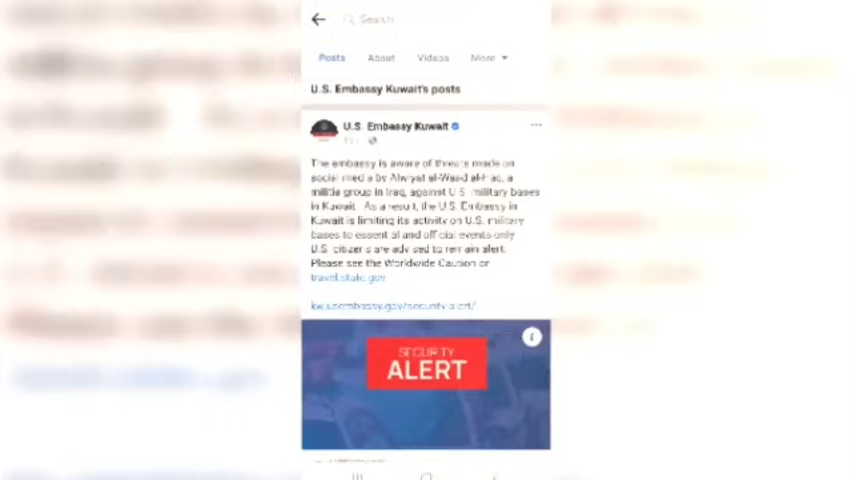 Search
Posts About Videos More
U.S. Embassy Kuwait's posts
U.S. Embassy Kuwait
The embassy is aware of threats made on
social media by Alwiyat al-Waad al-Haq, a
militia group in Iraq, against U.S. military bases
in Kuwait. As a result, the U.S. Embassy in
Kuwait is limiting its activity on U.S. military
bases to essential and official events only.
U.S. citizens are advised to remain alert.
Please see the Worldwide Caution on
travel.state.gov
kw.usembassy.gov/security-alert/
SECURITY
ALERT